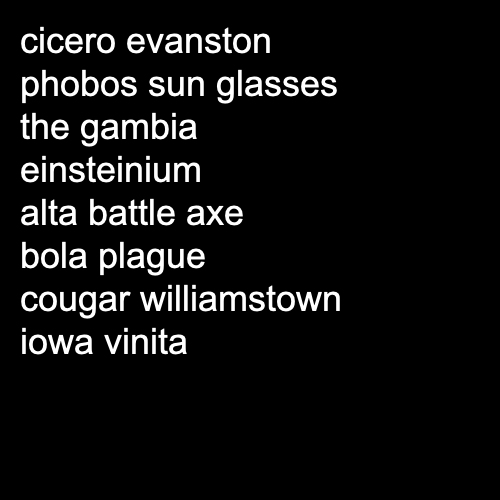 cicero evanston
phobos sun glasses
the gambia
einsteinium
alta battle axe
bola plague
cougar williamstown
iowa vinita